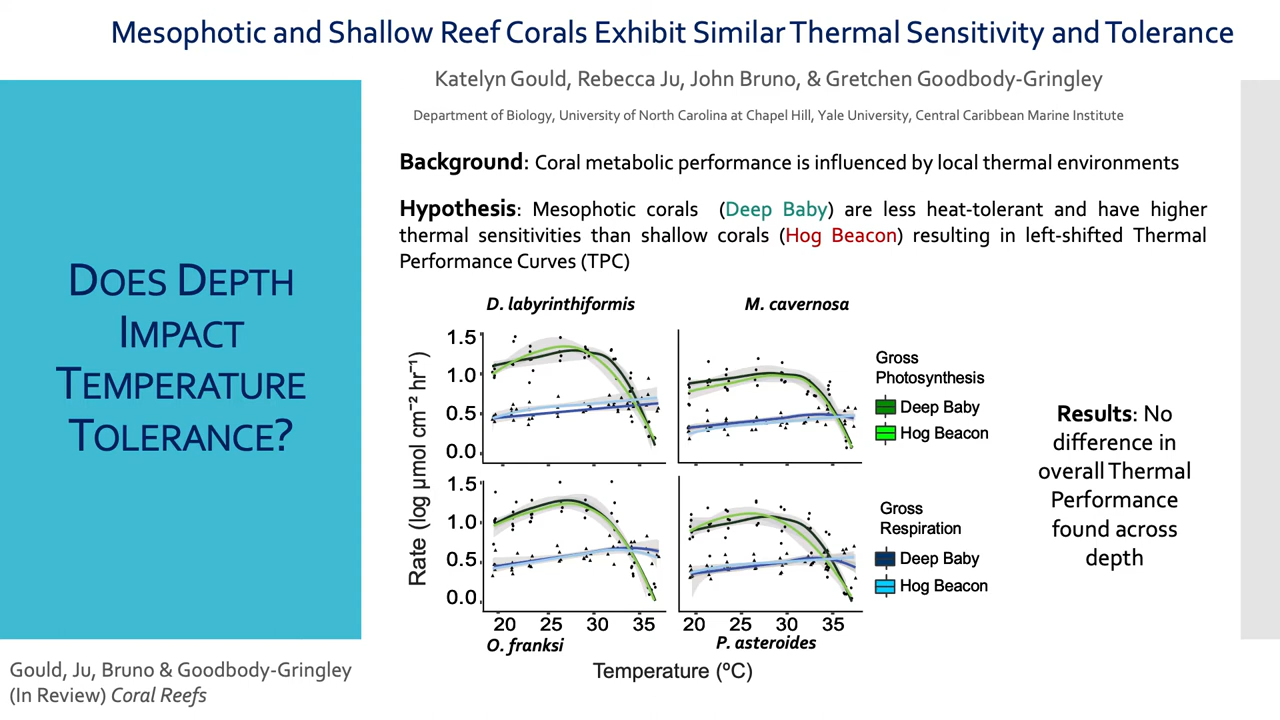 Mesophotic and Shallow Reef Corals Exhibit Similar Thermal Sensitivity and Tolerance
Katelyn Gould, Rebecca Ju, John Bruno, & Gretchen Goodbody-Gringley
Department of Biology, University of North Carolina at Chapel Hill, Yale University, Central Caribbean Marine Institute
DOES DEPTH
IMPACT
TEMPERATURE
TOLERANCE?
Background: Coral metabolic performance is influenced by local thermal environments
Hypothesis: Mesophotic corals (Deep Baby) are less heat-tolerant and have higher
thermal sensitivities than shallow corals (Hog Beacon) resulting in left-shifted Thermal
Performance Curves (TPC)
D. labyrinthiformis
M. cavernosa
Rate (log μmol cm⁻² hr⁻¹)
1.5
1.0
0.5
0.0
1.5
1.0
0.5
0.0
20 25 30 35
20 25 30 35
O. franksi
P. asteroides
Temperature (ºC)
Gross
Photosynthesis
Deep Baby
Hog Beacon
Gross
Respiration
Deep Baby
Hog Beacon
Results: No
difference in
overall Thermal
Performance
found across
depth
Gould, Ju, Bruno & Goodbody-Gringley
(In Review) Coral Reefs